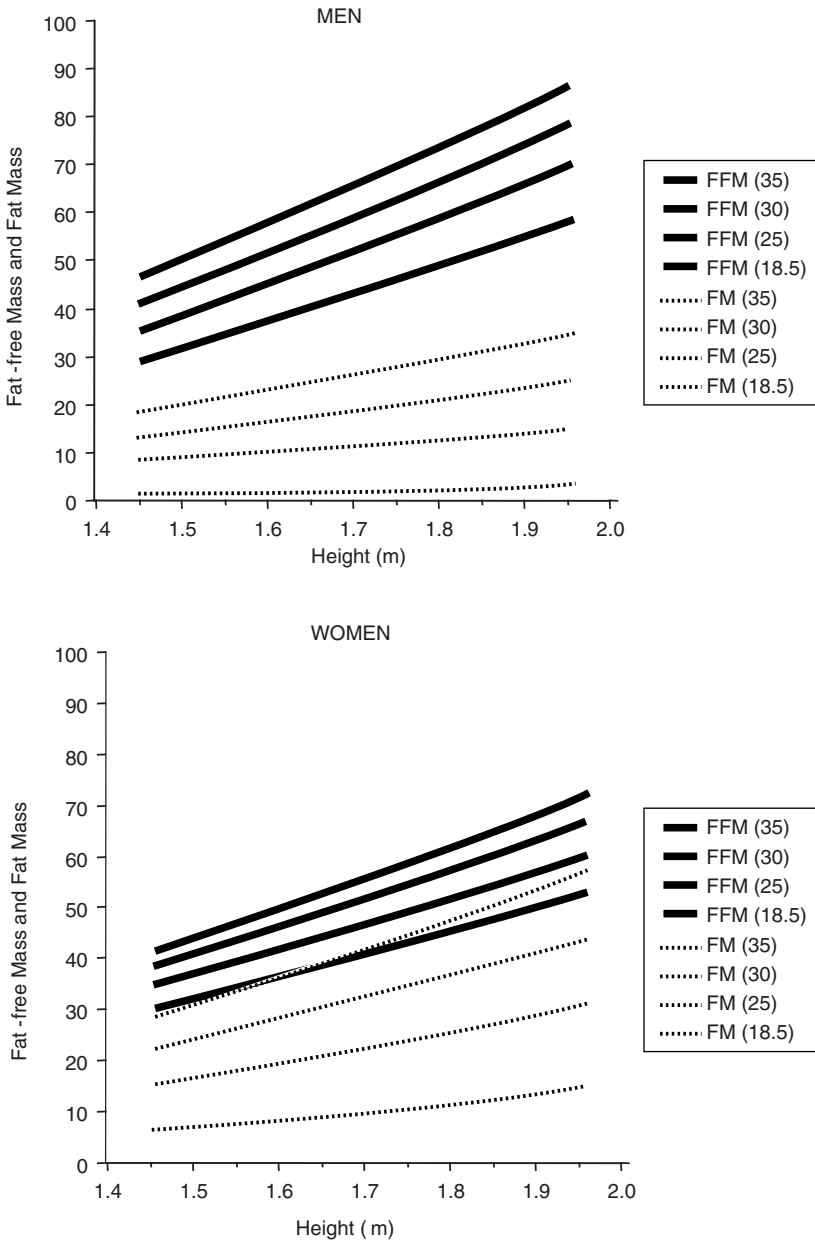 MEN
100
90
80
70
60
50
40
30
20
10
0
Fat -free Mass and Fat Mass
1.4 1.5 1.6 1.7 1.8 1.9 2.0
Height (m)
FFM (35)
FFM (30)
FFM (25)
FFM (18.5)
FM (35)
FM (30)
FM (25)
FM (18.5)
WOMEN
100
90
80
70
60
50
40
30
20
10
0
Fat -free Mass and Fat Mass
1.4 1.5 1.6 1.7 1.8 1.9 2.0
Height ( m)
FFM (35)
FFM (30)
FFM (25)
FFM (18.5)
FM (35)
FM (30)
FM (25)
FM (18.5)